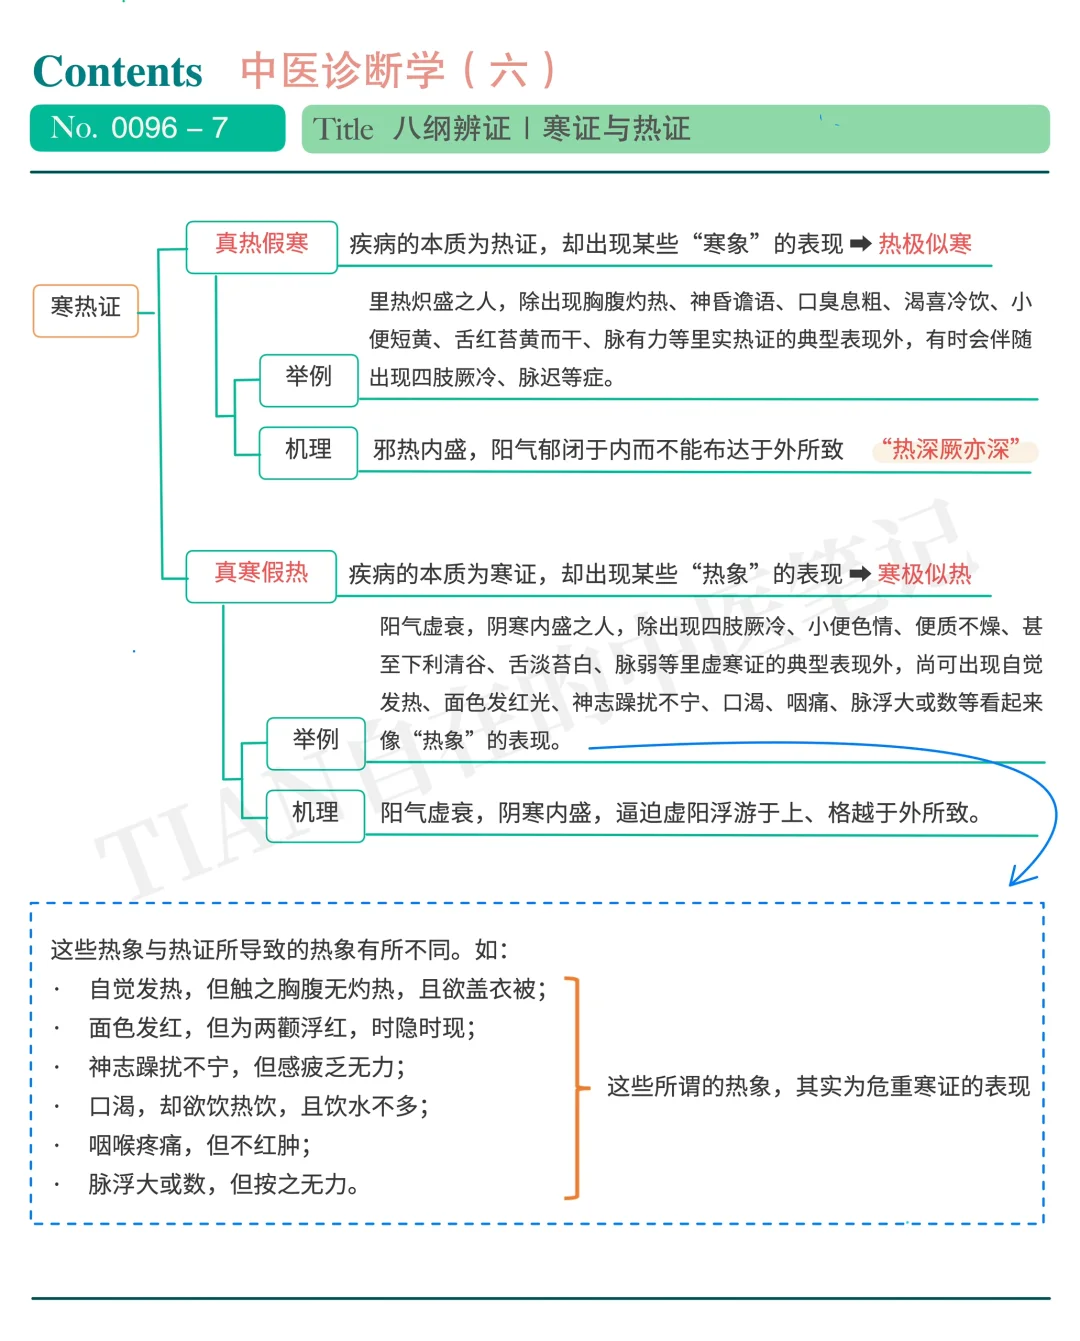 Contents 中医诊断学（六）
No. 0096 – 7
Title 八纲辨证 | 寒证与热证
寒热证
真热假寒
疾病的本质为热证，却出现某些“寒象”的表现➡热极似寒
里热炽盛之人，除出现胸腹灼热、神昏谵语、口臭息粗、渴喜冷饮、小
便短黄、舌红苔黄而干、脉有力等里实热证的典型表现外，有时会伴随
举例
出现四肢厥冷、脉迟等症。
机理
邪热内盛，阳气郁闭于内而不能布达于外所致 “热深厥亦深”
真寒假热
疾病的本质为寒证，却出现某些“热象”的表现➡寒极似热
阳气虚衰，阴寒内盛之人，除出现四肢厥冷、小便色情、便质不燥、甚
至下利清谷、舌淡苔白、脉弱等里虚寒证的典型表现外，尚可出现自觉
发热、面色发红光、神志躁扰不宁、口渴、咽痛、脉浮大或数等看起来
举例
像“热象”的表现。
机理
阳气虚衰，阴寒内盛，逼迫虚阳浮游于上、格越于外所致。
这些热象与热证所导致的热象有所不同。如：
· 自觉发热，但触之胸腹无灼热，且欲盖衣被；
· 面色发红，但为两颧浮红，时隐时现；
· 神志躁扰不宁，但感疲乏无力；
· 口渴，却欲饮热饮，且饮水不多；
· 咽喉疼痛，但不红肿；
· 脉浮大或数，但按之无力。
这些所谓的热象，其实为危重寒证的表现
TIAN自在的中医笔记